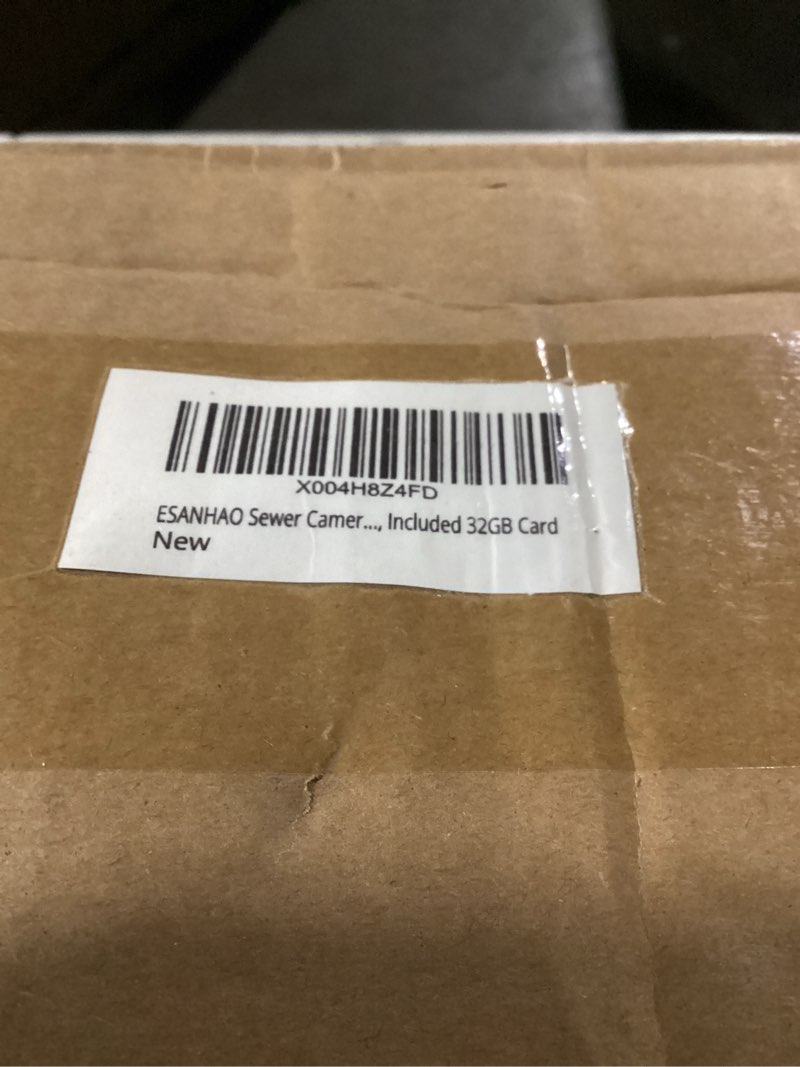 X004H8Z4FD
ESANHAO Sewer Camer..., Included 32GB Card
New